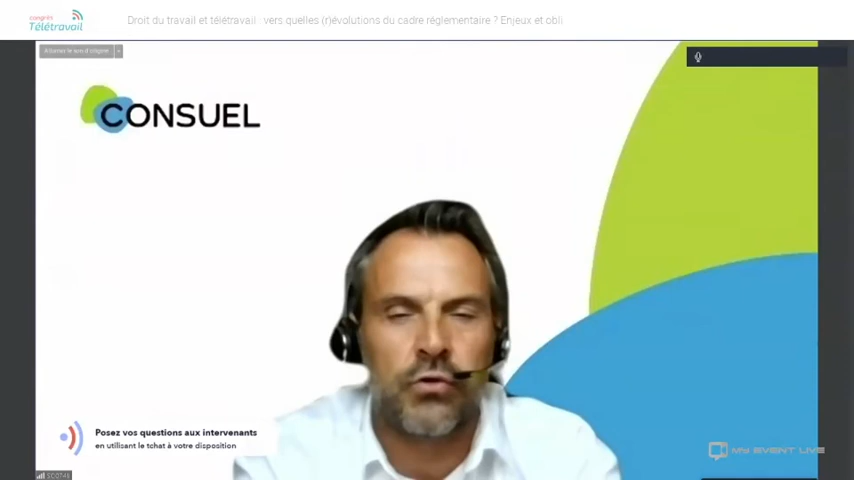 congrès
Télétravail
Droit du travail et télétravail : vers quelles (r)évolutions du cadre réglementaire ? Enjeux et obli
CONSUEL
Posez vos questions aux intervenants
en utilisant le tchat à votre disposition
MY EVENT LIVE